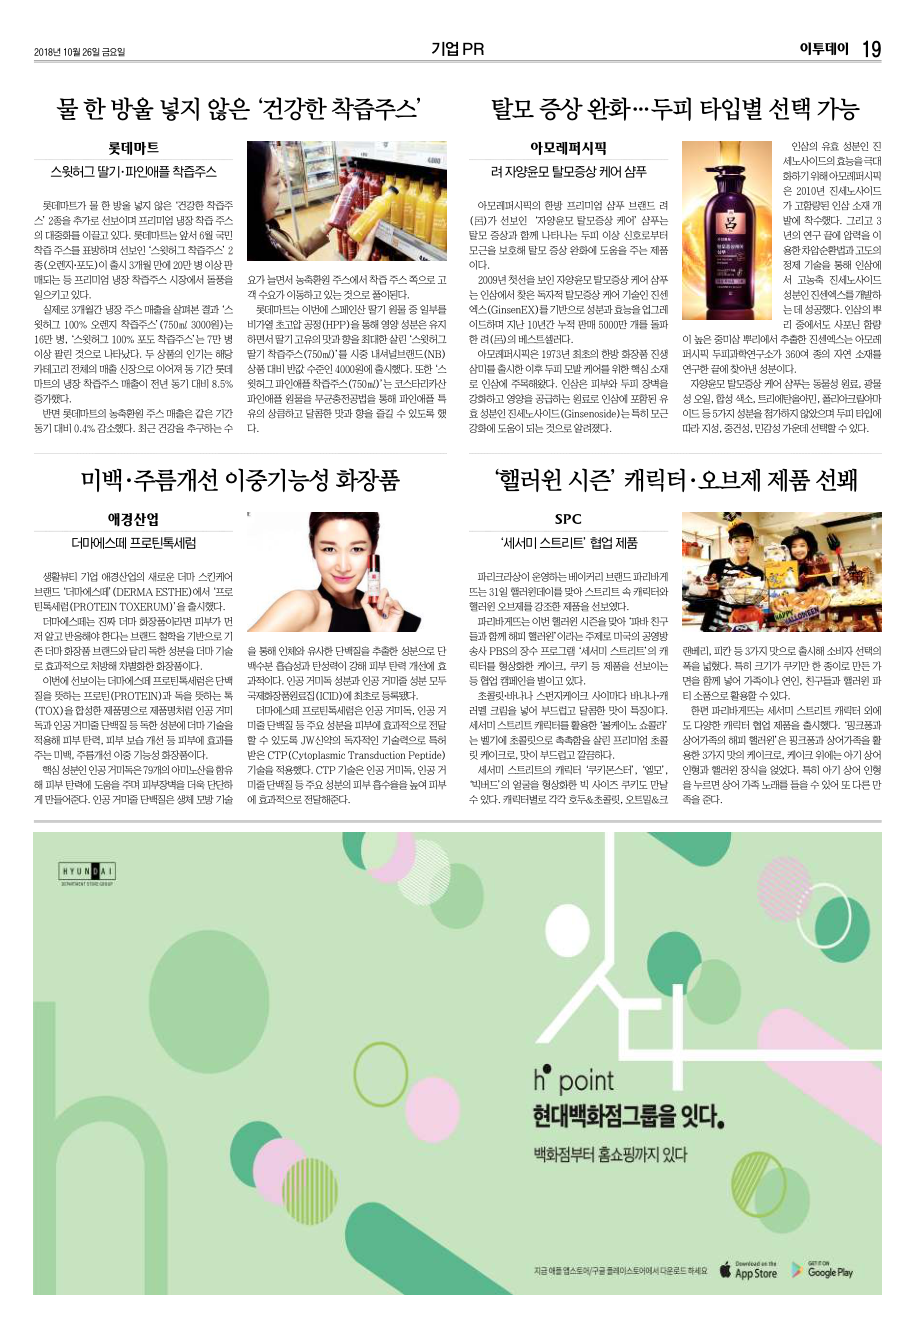 2018년 10월 26일 금요일
기업 PR
이투데이 19
물 한 방울 넣지 않은 ‘건강한 착즙주스’
롯데마트
스윗허그 딸기·파인애플 착즙주스
롯데마트가 물 한 방울 넣지 않은 ‘건강한 착즙주
스’ 2종을 추가로 선보이며 프리미엄 냉장 착즙 주스
의 대중화를 이끌고 있다. 롯데마트는 앞서 6월 국민
착즙 주스를 표방하며 선보인 ‘스윗허그 착즙주스’ 2
종(오렌지·포도)이 출시 3개월 만에 20만 병 이상 판
매되는 등 프리미엄 냉장 착즙주스 시장에서 돌풍을
일으키고 있다.
실제로 3개월간 냉장 주스 매출을 살펴본 결과 ‘스
윗허그 100% 오렌지 착즙주스’(750㎖ 3000원)는
16만 병, ‘스윗허그 100% 포도 착즙주스’는 7만 병
이상 팔린 것으로 나타났다. 두 상품의 인기는 해당
카테고리 전체의 매출 신장으로 이어져 동 기간 롯데
마트의 냉장 착즙주스 매출이 전년 동기 대비 8.5%
증가했다.
반면 롯데마트의 농축환원 주스 매출은 같은 기간
동기 대비 0.4% 감소했다. 최근 건강을 추구하는 수
요가 늘면서 농축환원 주스에서 착즙 주스 쪽으로 고
객 수요가 이동하고 있는 것으로 풀이된다.
롯데마트는 이번에 스페인산 딸기 원물 중 일부를
비가열 초고압 공정(HPP)을 통해 영양 성분은 유지
하면서 딸기 고유의 맛과 향을 최대한 살린 ‘스윗허그
딸기 착즙주스(750㎖)’를 시중 내셔널브랜드(NB)
상품 대비 반값 수준인 4000원에 출시했다. 또한 ‘스
윗허그 파인애플 착즙주스(750㎖)’는 코스타리카산
파인애플 원물을 무균충전공법을 통해 파인애플 특
유의 상큼하고 달콤한 맛과 향을 즐길 수 있도록 했
다.
탈모 증상 완화…두피 타입별 선택 가능
아모레퍼시픽
려 자양윤모 탈모증상 케어 샴푸
아모레퍼시픽의 한방 프리미엄 샴푸 브랜드 려
(呂)가 선보인 ‘자양윤모 탈모증상 케어’ 샴푸는
탈모 증상과 함께 나타나는 두피 이상 신호로부터
모근을 보호해 탈모 증상 완화에 도움을 주는 제품
이다.
2009년 첫선을 보인 자양윤모 탈모증상 케어 샴푸
는 인삼에서 찾은 독자적 탈모증상 케어 기술인 진센
엑스(GinsenEX)를 기반으로 성분과 효능을 업그레
이드하며 지난 10년간 누적 판매 5000만 개를 돌파
한 려(呂)의 베스트셀러다.
아모레퍼시픽은 1973년 최초의 한방 화장품 진생
삼미를 출시한 이후 두피 모발 케어를 위한 핵심 소재
로 인삼에 주목해왔다. 인삼은 피부와 두피 장벽을
강화하고 영양을 공급하는 원료로 인삼에 포함된 유
효 성분인 진세노사이드(Ginsenoside)는 특히 모근
강화에 도움이 되는 것으로 알려졌다.
인삼의 유효 성분인 진
세노사이드의 효능을 극대
화하기 위해 아모레퍼시픽
은 2010년 진세노사이드
가 고함량된 인삼 소재 개
발에 착수했다. 그리고 3
년의 연구 끝에 압력을 이
용한 차압순환법과 고도의
정제 기술을 통해 인삼에
서 고농축 진세노사이드
성분인 진센엑스를 개발하
는 데 성공했다. 인삼의 뿌
리 중에서도 사포닌 함량
이 높은 중미삼 뿌리에서 추출한 진센엑스는 아모레
퍼시픽 두피과학연구소가 360여 종의 자연 소재를
연구한 끝에 찾아낸 성분이다.
자양윤모 탈모증상 케어 샴푸는 동물성 원료, 광물
성 오일, 합성 색소, 트리에탄올아민, 폴리아크릴아마
이드 등 5가지 성분을 첨가하지 않았으며 두피 타입에
따라 지성, 중건성, 민감성 가운데 선택할 수 있다.
미백·주름개선 이중기능성 화장품
애경산업
더마에스떼 프로틴톡세럼
생활뷰티 기업 애경산업의 새로운 더마 스킨케어
브랜드 ‘더마에스떼’(DERMA ESTHE)에서 ‘프로
틴톡세럼(PROTEIN TOXERUM)’을 출시했다.
더마에스떼는 진짜 더마 화장품이라면 피부가 먼
저 알고 반응해야 한다는 브랜드 철학을 기반으로 기
존 더마 화장품 브랜드와 달리 독한 성분을 더마 기술
로 효과적으로 처방해 차별화한 화장품이다.
이번에 선보이는 더마에스떼 프로틴톡세럼은 단백
질을 뜻하는 프로틴(PROTEIN)과 독을 뜻하는 톡
(TOX)을 합성한 제품명으로 제품명처럼 인공 거미
독과 인공 거미줄 단백질 등 독한 성분에 더마 기술을
적용해 피부 탄력, 피부 보습 개선 등 피부에 효과를
주는 미백, 주름개선 이중 기능성 화장품이다.
핵심 성분인 인공 거미독은 79개의 아미노산을 함유
해 피부 탄력에 도움을 주며 피부장벽을 더욱 단단하
게 만들어준다. 인공 거미줄 단백질은 생체 모방 기술
을 통해 인체와 유사한 단백질을 추출한 성분으로 단
백수분 흡습성과 탄성력이 강해 피부 탄력 개선에 효
과적이다. 인공 거미독 성분과 인공 거미줄 성분 모두
국제화장품원료집(ICID)에 최초로 등록됐다.
더마에스떼 프로틴톡세럼은 인공 거미독, 인공 거
미줄 단백질 등 주요 성분을 피부에 효과적으로 전달
할 수 있도록 JW신약의 독자적인 기술력으로 특허
받은 CTP(Cytoplasmic Transduction Peptide)
기술을 적용했다. CTP 기술은 인공 거미독, 인공 거
미줄 단백질 등 주요 성분의 피부 흡수율을 높여 피부
에 효과적으로 전달해준다.
‘핼러윈 시즌’ 캐릭터·오브제 제품 선봬
SPC
‘세서미 스트리트’ 협업 제품
파리크라상이 운영하는 베이커리 브랜드 파리바게
뜨는 31일 핼러윈데이를 맞아 스트리트 속 캐릭터와
핼러윈 오브제를 강조한 제품을 선보였다.
파리바게뜨는 이번 핼러윈 시즌을 맞아 ‘파바 친구
들과 함께 해피 핼러윈’이라는 주제로 미국의 공영방
송사 PBS의 장수 프로그램 ‘세서미 스트리트’의 캐
릭터를 형상화한 케이크, 쿠키 등 제품을 선보이는
등 협업 캠페인을 벌이고 있다.
초콜릿·바나나 스펀지케이크 사이마다 바나나·캐
러멜 크림을 넣어 부드럽고 달콤한 맛이 특징이다.
세서미 스트리트 캐릭터를 활용한 ‘볼케이노 쇼콜라’
는 벨기에 초콜릿으로 촉촉함을 살린 프리미엄 초콜
릿 케이크로, 맛이 부드럽고 깔끔하다.
세서미 스트리트의 캐릭터 ‘쿠키몬스터’, ‘엘모’,
‘빅버드’의 얼굴을 형상화한 빅 사이즈 쿠키도 만날
수 있다. 캐릭터별로 각각 호두&초콜릿, 오트밀&크
랜베리, 피칸 등 3가지 맛으로 출시해 소비자 선택의
폭을 넓혔다. 특히 크기가 쿠키만 한 종이로 만든 가
면을 함께 넣어 가족이나 연인, 친구들과 핼러윈 파
티 소품으로 활용할 수 있다.
한편 파리바게뜨는 세서미 스트리트 캐릭터 외에
도 다양한 캐릭터 협업 제품을 출시했다. ‘핑크퐁과
상어가족의 해피 핼러윈’은 핑크퐁과 상어가족을 활
용한 3가지 맛의 케이크로, 케이크 위에는 아기 상어
인형과 핼러윈 장식을 얹었다. 특히 아기 상어 인형
을 누르면 상어 가족 노래를 들을 수 있어 또 다른 만
족을 준다.
HYUNDAI
DEPARTMENT STORE GROUP
잇다
h point
현대백화점그룹을 잇다.
백화점부터 홈쇼핑까지 있다
지금 애플 앱스토어/구글 플레이스토어에서 다운로드 하세요
Download on the
App Store
GET IT ON
Google Play